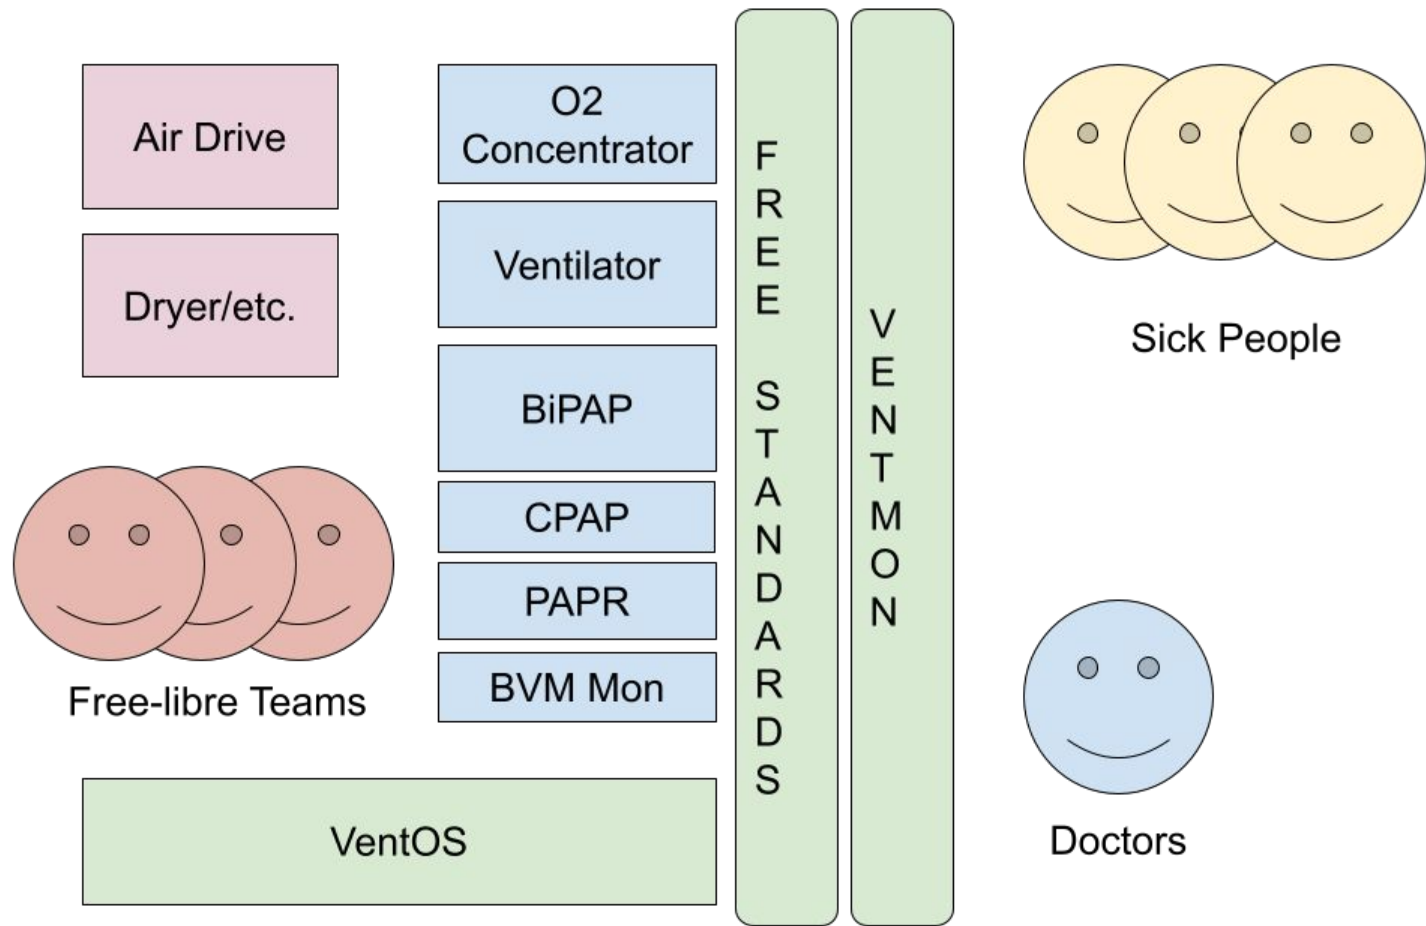 Air Drive
Dryer/etc.
Free-libre Teams
O2
Concentrator
Ventilator
BiPAP
CPAP
PAPR
BVM Mon
VentOS
FREE STANDARDS
VENTMON
Sick People
Doctors